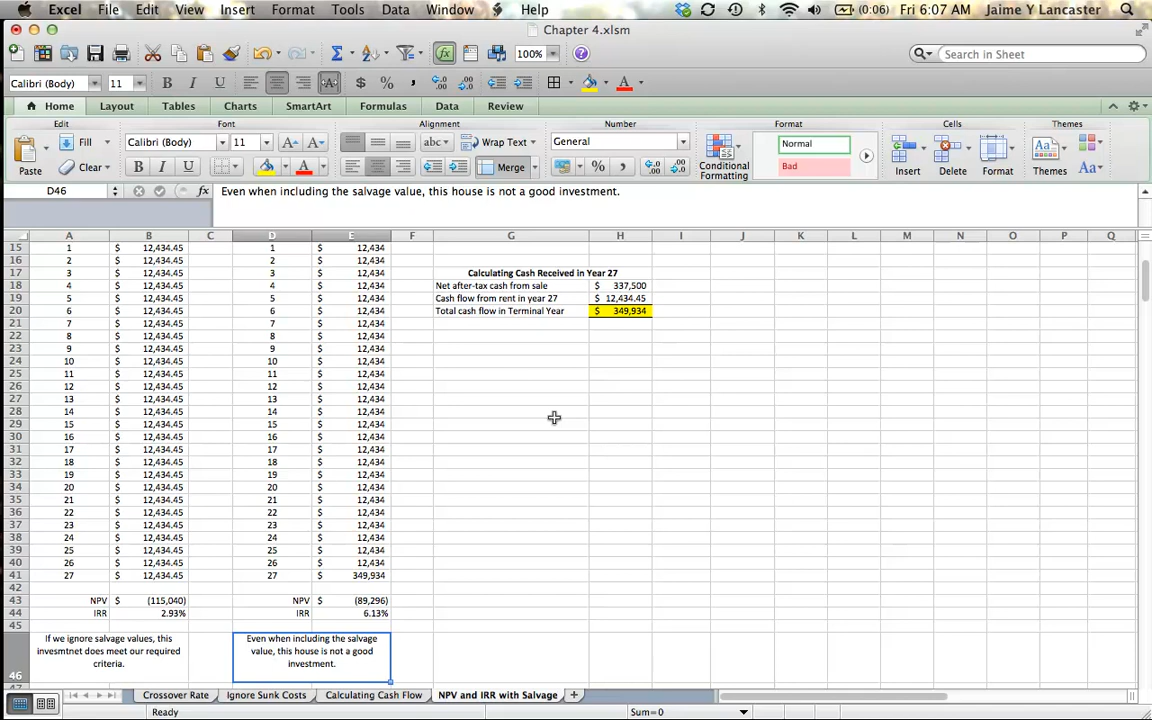 Excel File Edit View Insert Format Tools Data Window Help (0:06) Fri 6:07 AM Jaime Y Lancaster
Chapter 4.xlsm
100% Search in Sheet
Calibri (Body) 11
Home Layout Tables Charts SmartArt Formulas Data Review
Edit Font Alignment Number Format Cells Themes
Fill Calibri (Body) 11 abc Wrap Text General Normal
Paste Clear Merge Conditional Formatting Bad Insert Delete Format Themes
D46 fx Even when including the salvage value, this house is not a good investment.
A B C D E F G H I J K L M N O P Q
15 1 $ 12,434.45 1 $ 12,434
16 2 $ 12,434.45 2 $ 12,434
17 3 $ 12,434.45 3 $ 12,434 Calculating Cash Received in Year 27
18 4 $ 12,434.45 4 $ 12,434 Net after-tax cash from sale $ 337,500
19 5 $ 12,434.45 5 $ 12,434 Cash flow from rent in year 27 $ 12,434.45
20 6 $ 12,434.45 6 $ 12,434 Total cash flow in Terminal Year $ 349,934
21 7 $ 12,434.45 7 $ 12,434
22 8 $ 12,434.45 8 $ 12,434
23 9 $ 12,434.45 9 $ 12,434
24 10 $ 12,434.45 10 $ 12,434
25 11 $ 12,434.45 11 $ 12,434
26 12 $ 12,434.45 12 $ 12,434
27 13 $ 12,434.45 13 $ 12,434
28 14 $ 12,434.45 14 $ 12,434
29 15 $ 12,434.45 15 $ 12,434
30 16 $ 12,434.45 16 $ 12,434
31 17 $ 12,434.45 17 $ 12,434
32 18 $ 12,434.45 18 $ 12,434
33 19 $ 12,434.45 19 $ 12,434
34 20 $ 12,434.45 20 $ 12,434
35 21 $ 12,434.45 21 $ 12,434
36 22 $ 12,434.45 22 $ 12,434
37 23 $ 12,434.45 23 $ 12,434
38 24 $ 12,434.45 24 $ 12,434
39 25 $ 12,434.45 25 $ 12,434
40 26 $ 12,434.45 26 $ 12,434
41 27 $ 12,434.45 27 $ 349,934
42
43 NPV $ (115,040) NPV $ (89,296)
44 IRR 2.93% IRR 6.13%
45
If we ignore salvage values, this Even when including the salvage
invesmtnet does meet our required value, this house is not a good
46 criteria. investment.
Crossover Rate Ignore Sunk Costs Calculating Cash Flow NPV and IRR with Salvage
Ready Sum=0